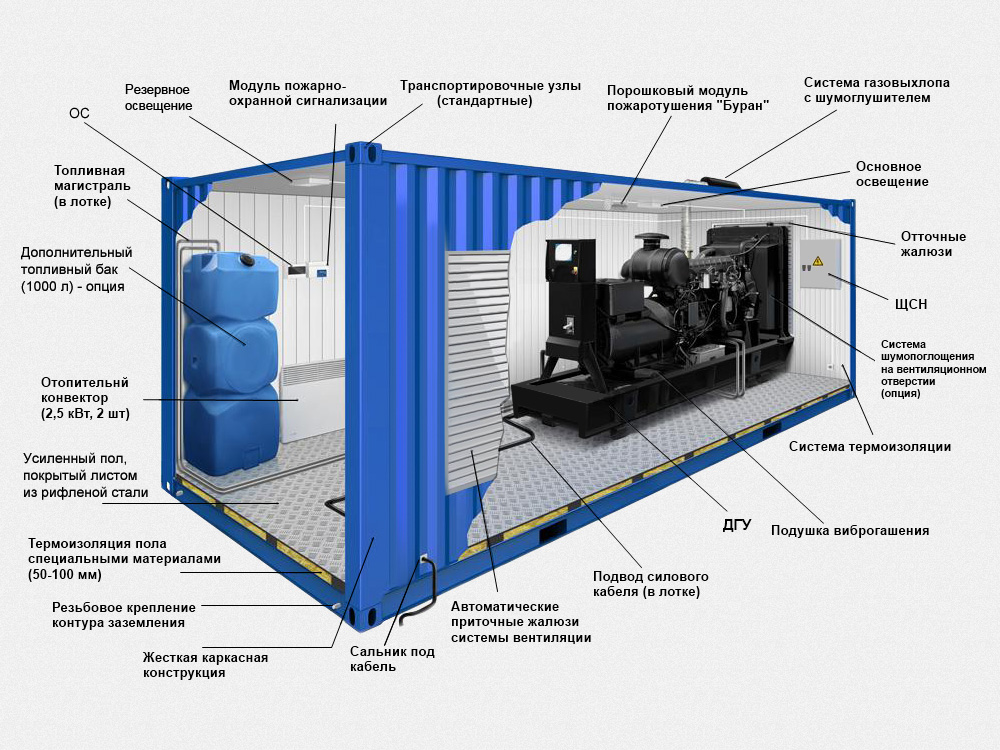 Резервное
освещение
Модуль пожарно-
охранной сигнализации
Транспортировочные узлы
(стандартные)
Порошковый модуль
пожаротушения "Буран"
Система газовыхлопа
с шумоглушителем
ОС
Топливная
магистраль
(в лотке)
Основное
освещение
Дополнительный
топливный бак
(1000 л) - опция
Отточные
жалюзи
ЩСН
Система
шумопоглощения
на вентиляционном
отверстии
(опция)
Отопительнй
конвектор
(2,5 кВт, 2 шт)
Система термоизоляции
Усиленный пол,
покрытый листом
из рифленой стали
ДГУ
Подушка виброгашения
Термоизоляция пола
специальными материалами
(50-100 мм)
Подвод силового
кабеля (в лотке)
Резьбовое крепление
контура заземления
Автоматические
приточные жалюзи
системы вентиляции
Жесткая каркасная
конструкция
Сальник под
кабель